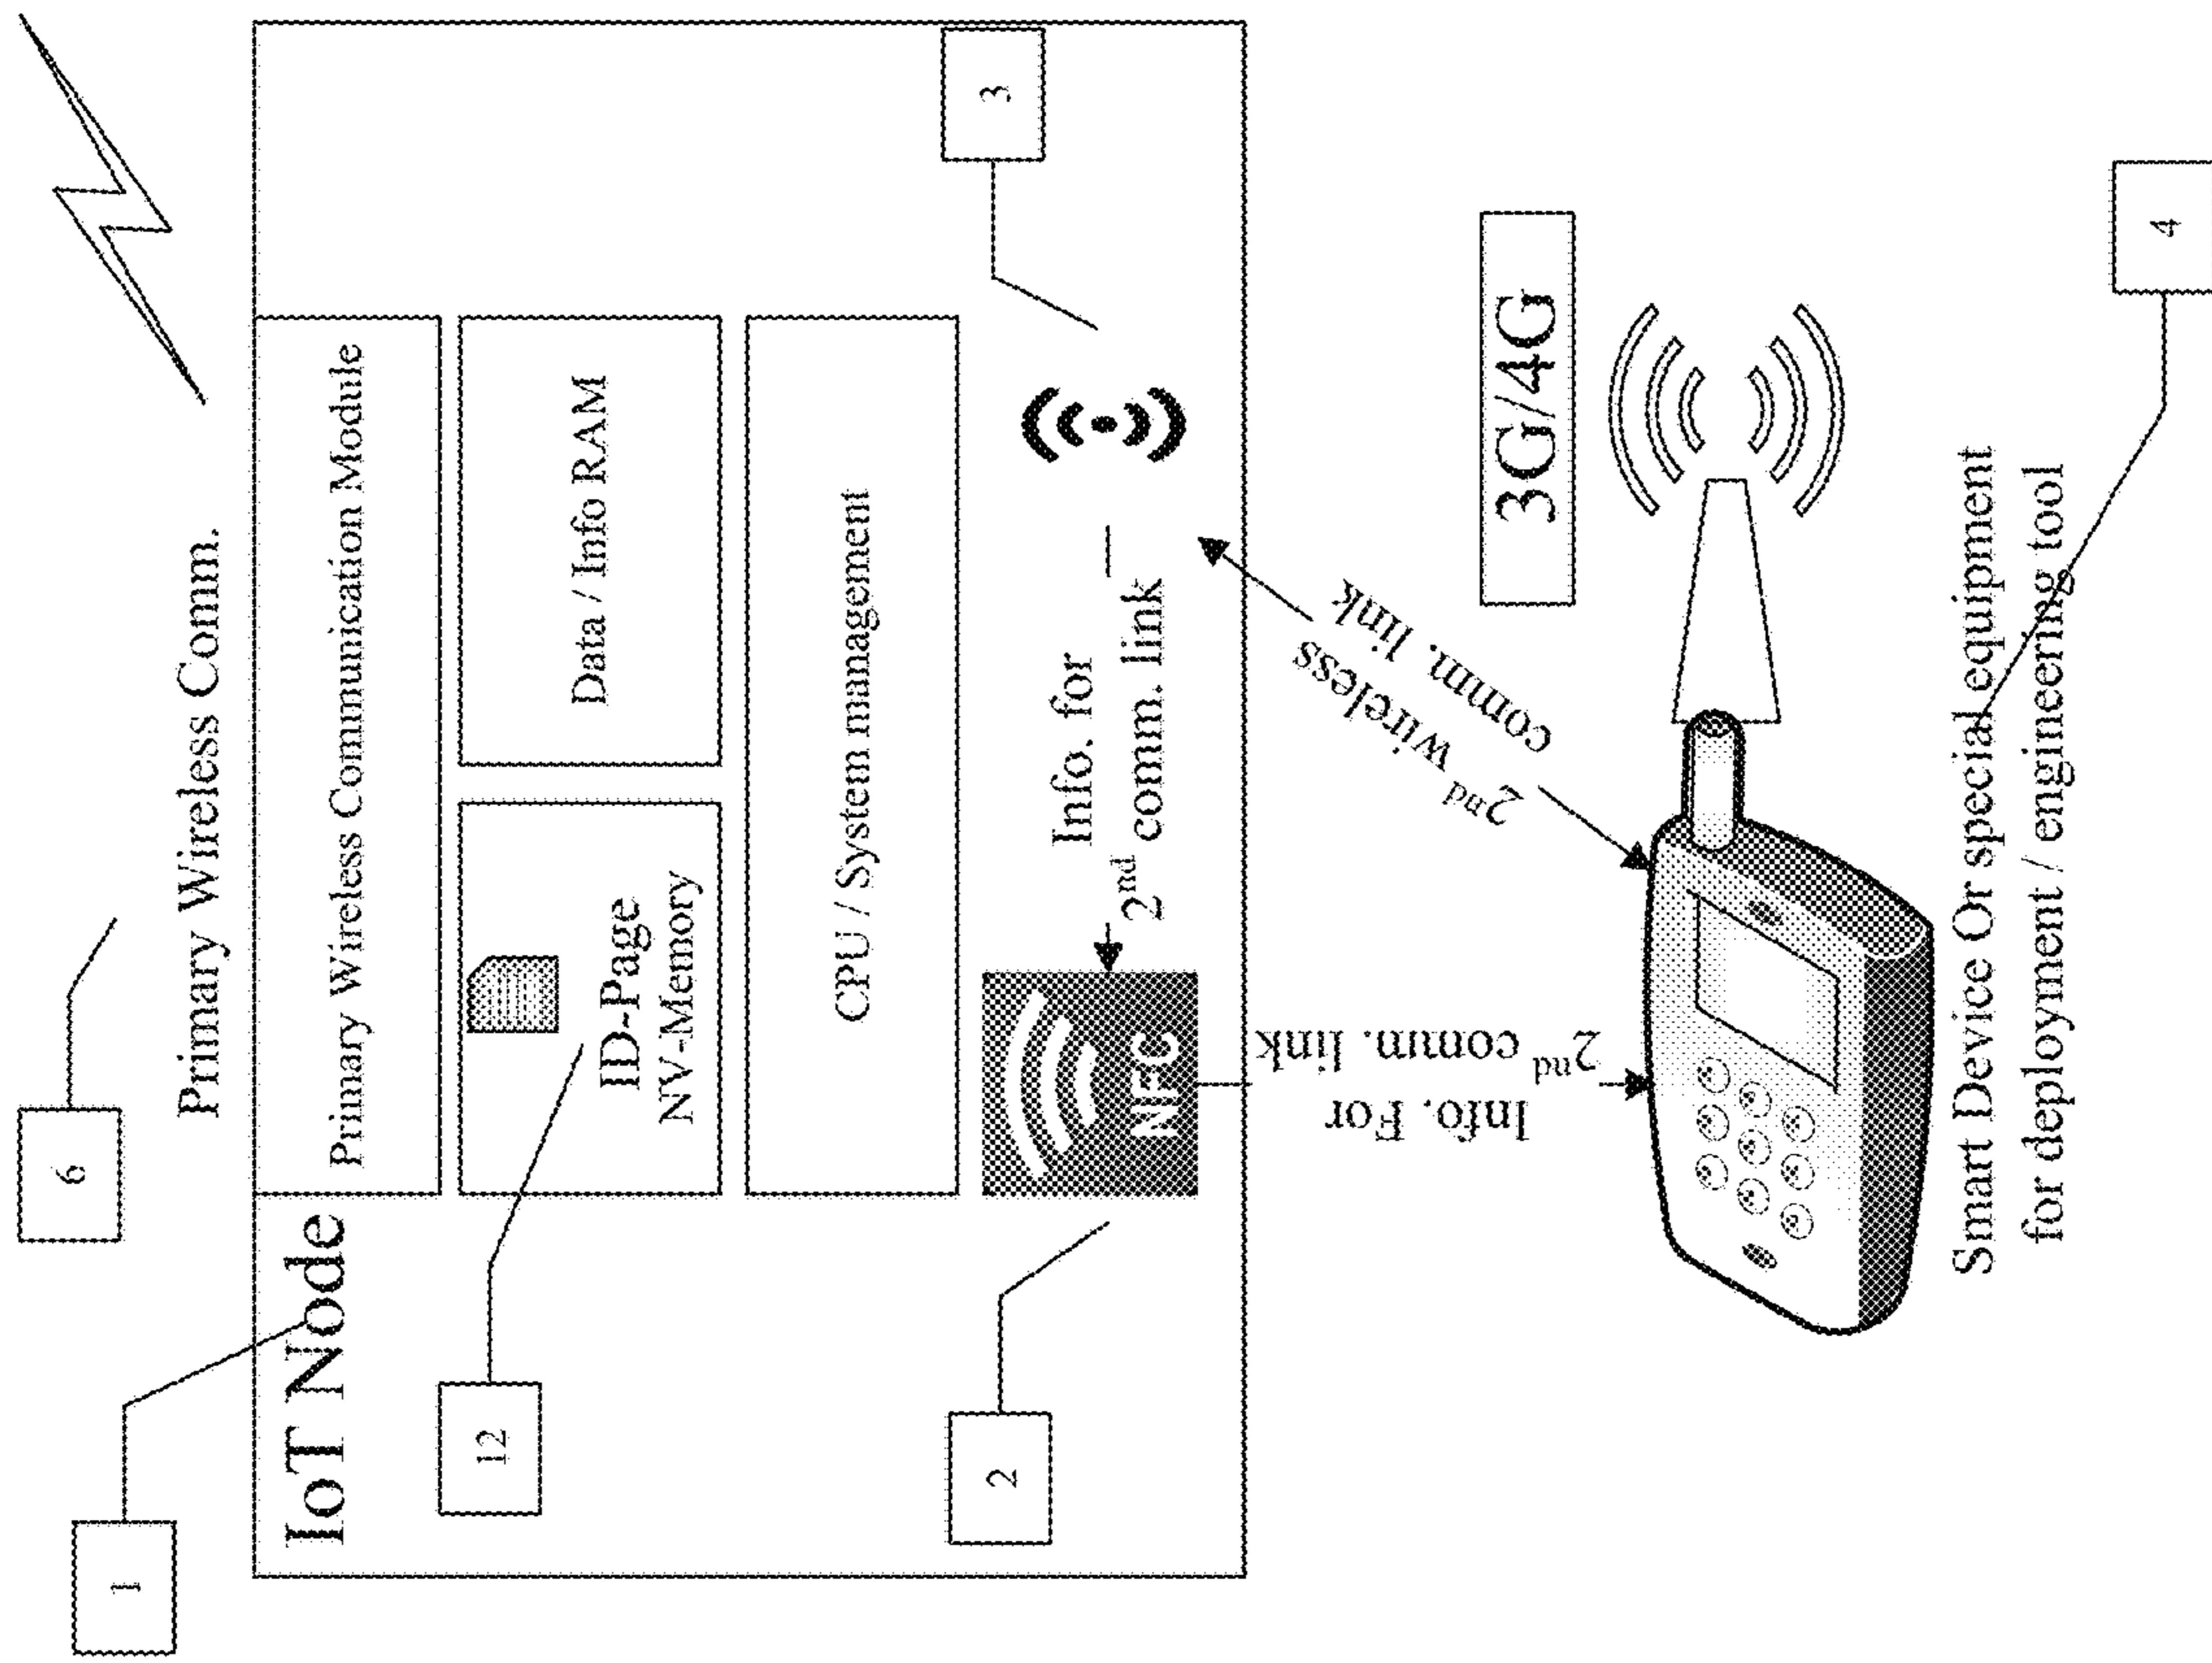 6
Primary Wireless Comm.
1
IoT Node
Primary Wireless Communication Module
12
ID-Page
NV-Memory
Data / Info RAM
CPU / System management
2
NFC
Info. for
2nd comm. link
3
Info. For
2nd comm. link
2nd wireless
comm. link
3G/4G
Smart Device Or special equipment
for deployment / engineering tool
4